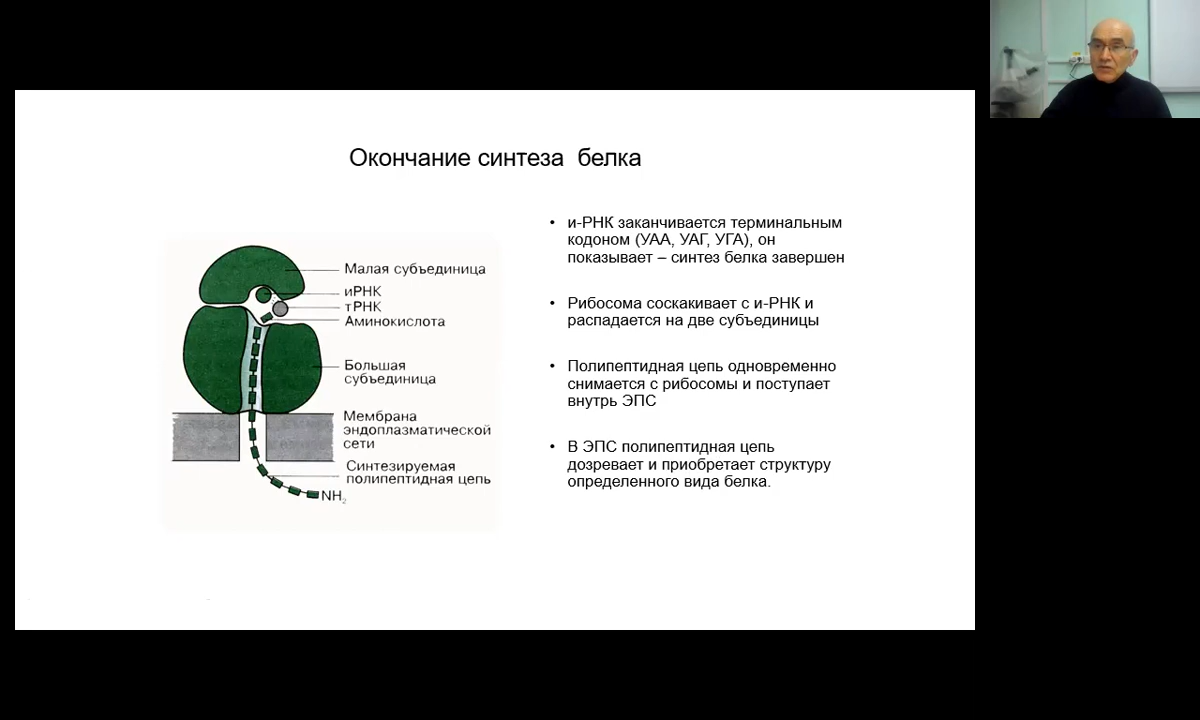 Окончание синтеза  белка
Малая субъединица
иРНК
тРНК
Аминокислота
Большая
субъединица
Мембрана
эндоплазматической
сети
Синтезируемая
полипептидная цепь
NH2
• и-РНК заканчивается терминальным
кодоном (УАА, УАГ, УГА), он
показывает – синтез белка завершен
• Рибосома соскакивает с и-РНК и
распадается на две субъединицы
• Полипептидная цепь одновременно
снимается с рибосомы и поступает
внутрь ЭПС
• В ЭПС полипептидная цепь
дозревает и приобретает структуру
определенного вида белка.